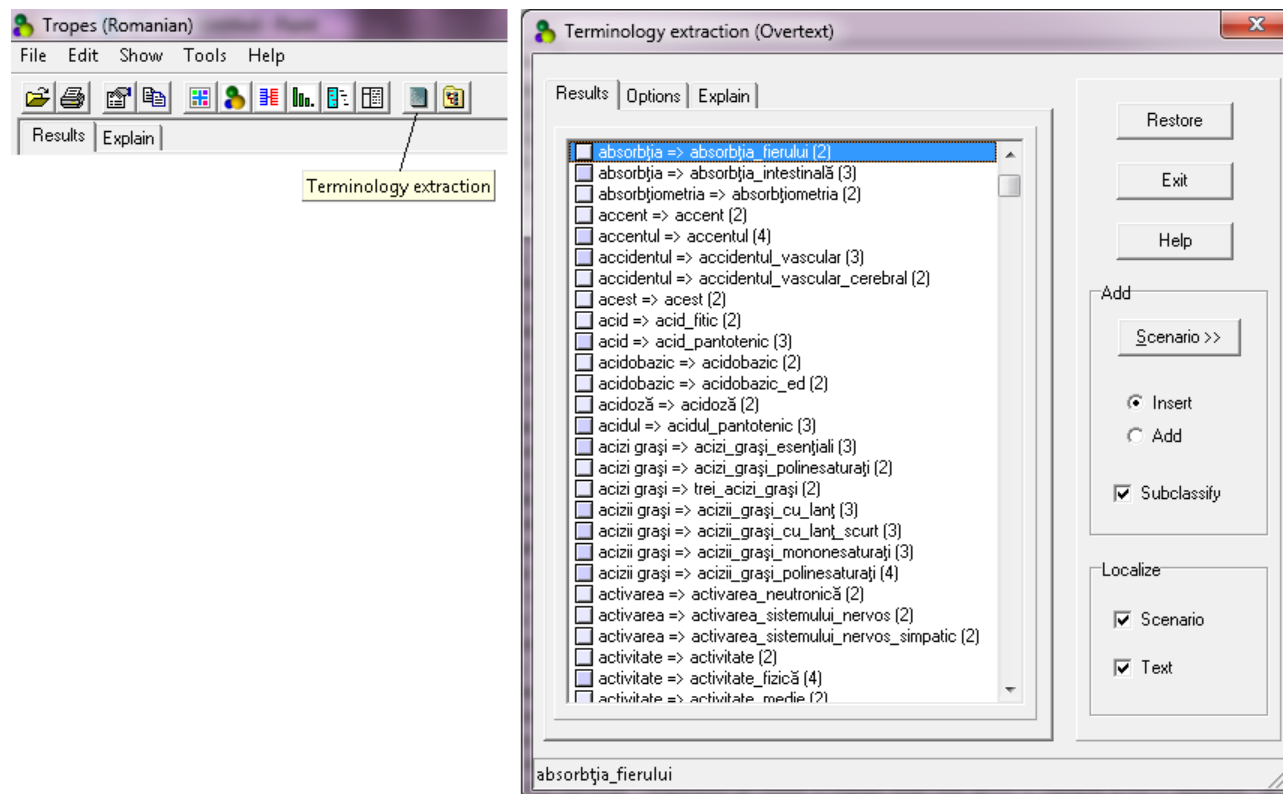 Tropes (Romanian)
File Edit Show Tools Help
Results Explain
Terminology extraction
Terminology extraction (Overtext)
Results Options Explain
absorbţia => absorbţia_fierului (2)
absorbţia => absorbţia_intestinală (3)
absorbţiometria => absorbţiometria (2)
accent => accent (2)
accentul => accentul (4)
accidentul => accidentul_vascular (3)
accidentul => accidentul_vascular_cerebral (2)
acest => acest (2)
acid => acid_fitic (2)
acid => acid_pantotenic (3)
acidobazic => acidobazic (2)
acidobazic => acidobazic_ed (2)
acidoză => acidoză (2)
acidul => acidul_pantotenic (3)
acizi graşi => acizi_graşi_esenţiali (3)
acizi graşi => acizi_graşi_polinesaturaţi (2)
acizi graşi => trei_acizi_graşi (2)
acizii graşi => acizii_graşi_cu_lanţ (3)
acizii graşi => acizii_graşi_cu_lanţ_scurt (3)
acizii graşi => acizii_graşi_mononesaturaţi (3)
acizii graşi => acizii_graşi_polinesaturaţi (4)
activarea => activarea_neutronică (2)
activarea => activarea_sistemului_nervos (2)
activarea => activarea_sistemului_nervos_simpatic (2)
activitate => activitate (2)
activitate => activitate_fizică (4)
activitate => activitate_medie (2)
Restore
Exit
Help
Add
Scenario >>
Insert
Add
Subclassify
Localize
Scenario
Text
absorbţia_fierului